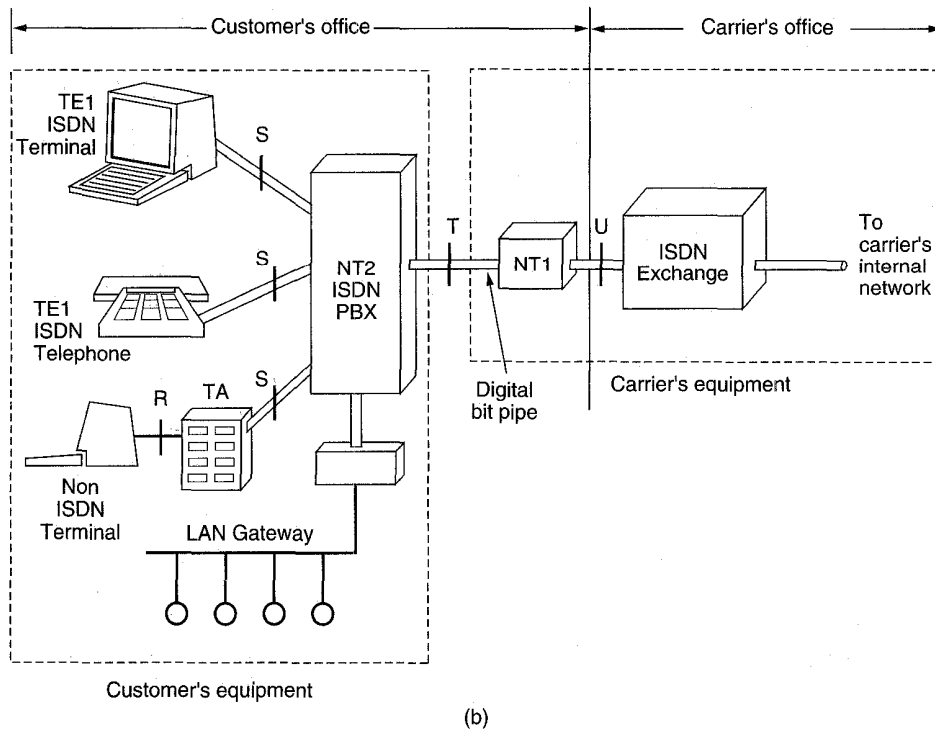 Customer's office
Carrier's office
TE1
ISDN
Terminal
S
TE1
ISDN
Telephone
S
R
TA
S
Non
ISDN
Terminal
NT2
ISDN
PBX
LAN Gateway
T
NT1
U
ISDN
Exchange
To
carrier's
internal
network
Digital
bit pipe
Carrier's equipment
Customer's equipment
(b)